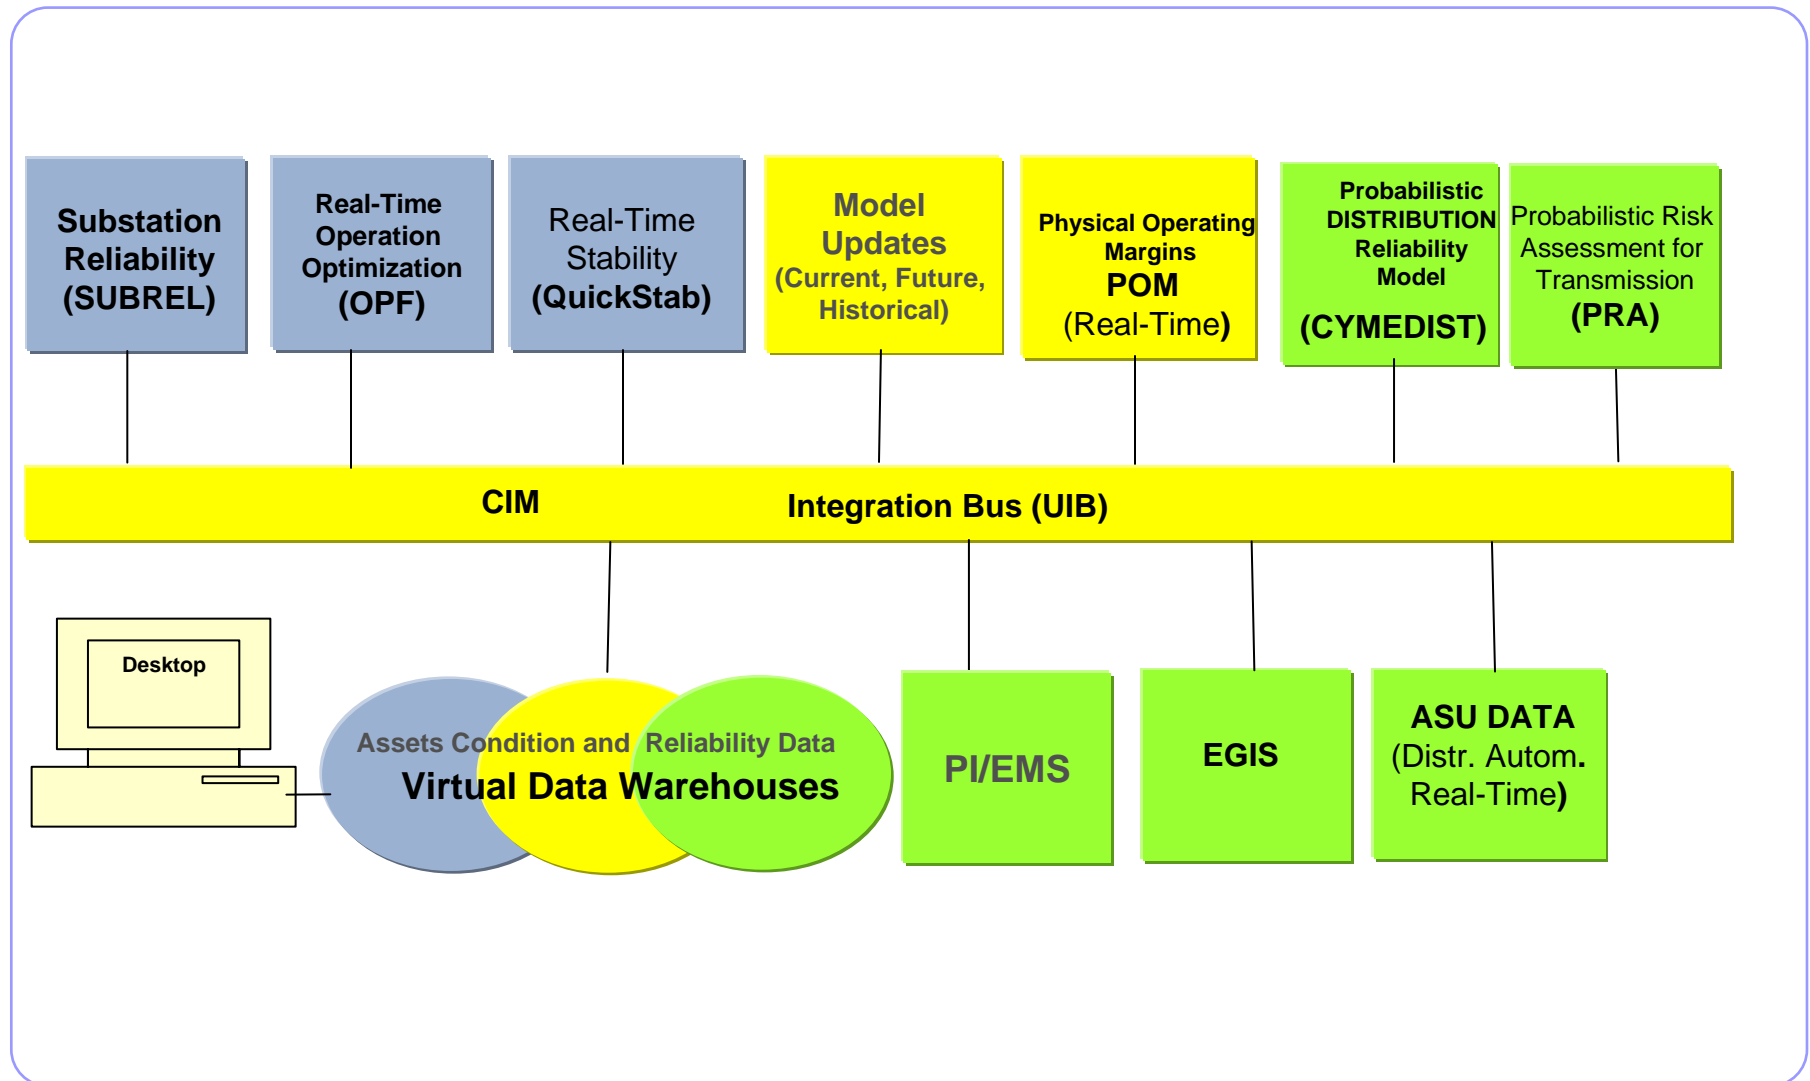 Substation
Reliability
(SUBREL)
Real-Time
Operation
Optimization
(OPF)
Real-Time
Stability
(QuickStab)
Model
Updates
(Current, Future,
Historical)
Physical Operating
Margins
POM
(Real-Time)
Probabilistic
DISTRIBUTION
Reliability
Model
(CYMEDIST)
Probabilistic Risk
Assessment for
Transmission
(PRA)
CIM
Integration Bus (UIB)
Desktop
Assets Condition and Reliability Data
Virtual Data Warehouses
PI/EMS
EGIS
ASU DATA
(Distr. Autom.
Real-Time)